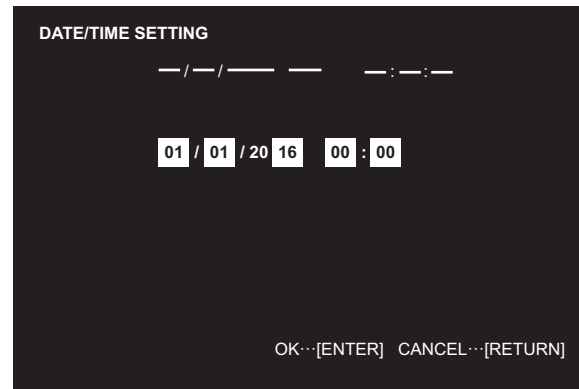 DATE/TIME SETTING
—/—/—— —— —:—:—
01 / 01 / 20 16 00 : 00
OK···[ENTER] CANCEL···[RETURN]